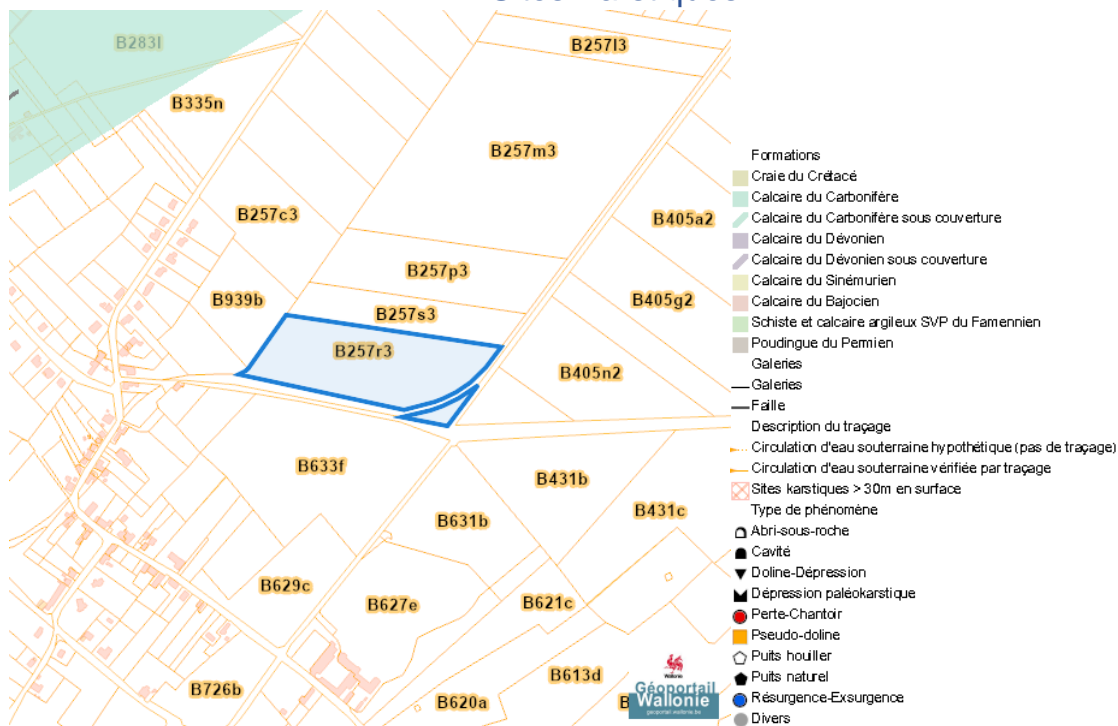 B283l
B257l3
B335n
B257m3
B257c3
B405a2
B257p3
B939b
B405g2
B257s3
B257r3
B405n2
B633f
B431b
B631b
B431c
B629c
B627e
B621c
B613d
B726b
B620a
Wallonie
Géoportail
Wallonie
geoportail.wallonie.be
Formations
Craie du Crétacé
Calcaire du Carbonifère
Calcaire du Carbonifère sous couverture
Calcaire du Dévonien
Calcaire du Dévonien sous couverture
Calcaire du Sinémurien
Calcaire du Bajocien
Schiste et calcaire argileux SVP du Famennien
Poudingue du Permien
Galeries
Galeries
Faille
Description du traçage
Circulation d'eau souterraine hypothétique (pas de traçage)
Circulation d'eau souterraine vérifiée par traçage
Sites karstiques > 30m en surface
Type de phénomène
Abri-sous-roche
Cavité
Doline-Dépression
Dépression paléokarstique
Perte-Chantoir
Pseudo-doline
Puits houiller
Puits naturel
Résurgence-Exsurgence
Divers